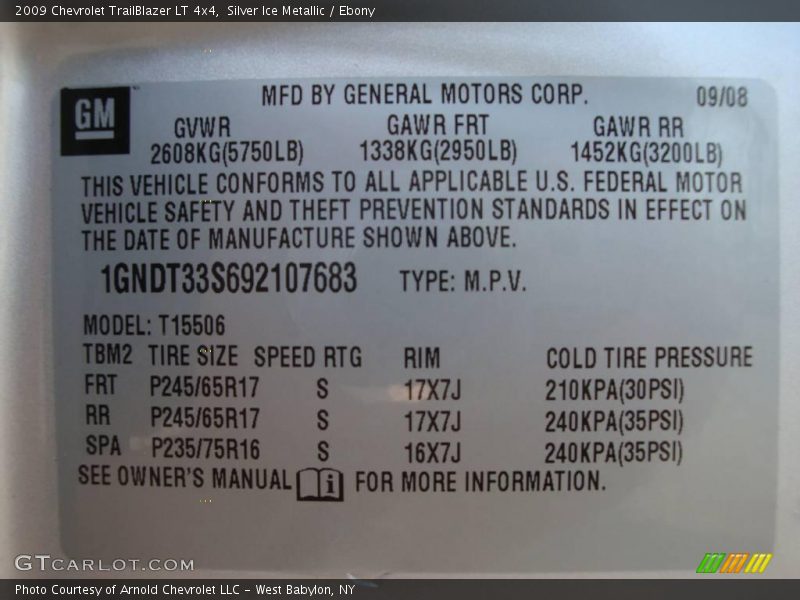 2009 Chevrolet TrailBlazer LT 4x4, Silver Ice Metallic / Ebony
GM
MFD BY GENERAL MOTORS CORP. 09/08
GVWR GAWR FRT GAWR RR
2608KG(5750LB) 1338KG(2950LB) 1452KG(3200LB)
THIS VEHICLE CONFORMS TO ALL APPLICABLE U.S. FEDERAL MOTOR
VEHICLE SAFETY AND THEFT PREVENTION STANDARDS IN EFFECT ON
THE DATE OF MANUFACTURE SHOWN ABOVE.
1GNDT33S692107683 TYPE: M.P.V.
MODEL: T15506
TBM2 TIRE SIZE SPEED RTG RIM COLD TIRE PRESSURE
FRT P245/65R17 S 17X7J 210KPA(30PSI)
RR P245/65R17 S 17X7J 240KPA(35PSI)
SPA P235/75R16 S 16X7J 240KPA(35PSI)
SEE OWNER'S MANUAL i FOR MORE INFORMATION.
GTCARLOT.COM
Photo Courtesy of Arnold Chevrolet LLC - West Babylon, NY